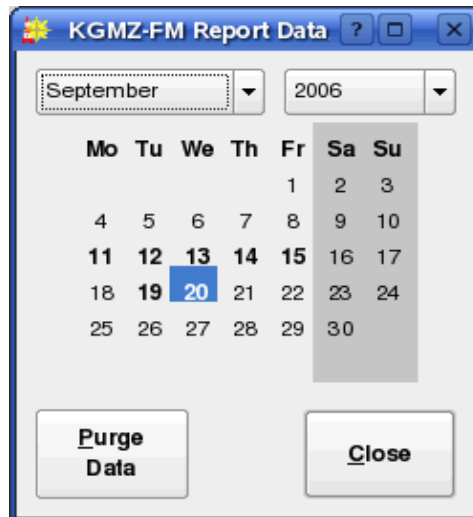 KGMZ-FM Report Data ?
September 2006
Mo Tu We Th Fr Sa Su
1 2 3
4 5 6 7 8 9 10
11 12 13 14 15 16 17
18 19 20 21 22 23 24
25 26 27 28 29 30
Purge
Data
Close